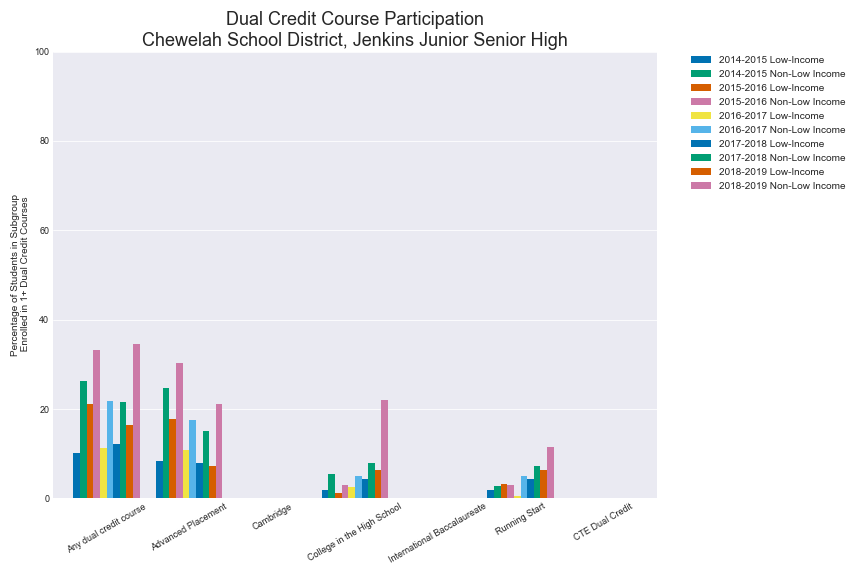 Dual Credit Course Participation
Chewelah School District, Jenkins Junior Senior High
Percentage of Students in Subgroup
Enrolled in 1+ Dual Credit Courses
100
80
60
40
20
0
Any dual credit course
Advanced Placement
Cambridge
College in the High School
International Baccalaureate
Running Start
CTE Dual Credit
2014-2015 Low-Income
2014-2015 Non-Low Income
2015-2016 Low-Income
2015-2016 Non-Low Income
2016-2017 Low-Income
2016-2017 Non-Low Income
2017-2018 Low-Income
2017-2018 Non-Low Income
2018-2019 Low-Income
2018-2019 Non-Low Income